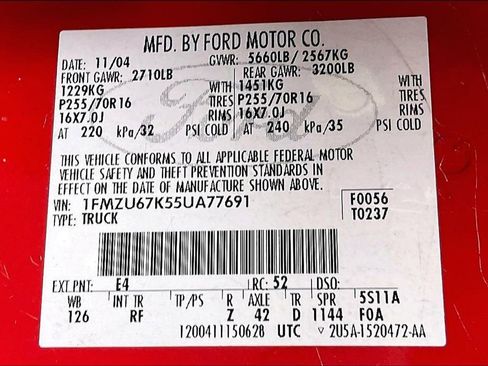 MFD. BY FORD MOTOR CO.
DATE: 11/04 GVWR: 5660LB/ 2567KG
FRONT GAWR: 2710LB REAR GAWR: 3200LB
1229KG WITH 1451KG WITH
P255/70R16 TIRES P255/70R16 TIRES
16X7.0J RIMS 16X7.0J RIMS
AT 220 kPa/32 PSI COLD AT 240 kPa/35 PSI COLD
Ford
THIS VEHICLE CONFORMS TO ALL APPLICABLE FEDERAL MOTOR
VEHICLE SAFETY AND THEFT PREVENTION STANDARDS IN
EFFECT ON THE DATE OF MANUFACTURE SHOWN ABOVE.
VIN: 1FMZU67K55UA77691 F0056
TYPE: TRUCK T0237
EXT PNT: E4 RC: 52 DSO:
WB INT TR TP/PS R AXLE TR SPR 5S11A
126 RF Z 42 D 1144 F0A
1200411150628 UTC 2U5A-1520472-AA